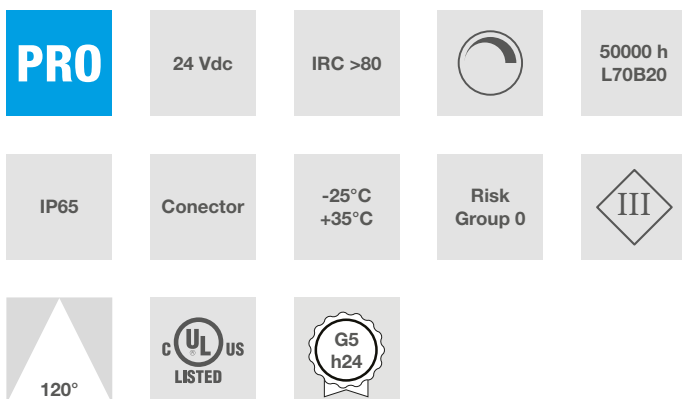 PRO
24 Vdc
IRC >80
50000 h
L70B20
IP65
Conector
-25°C
+35°C
Risk
Group 0
III
120°
C UL US
®
LISTED
G5
h24